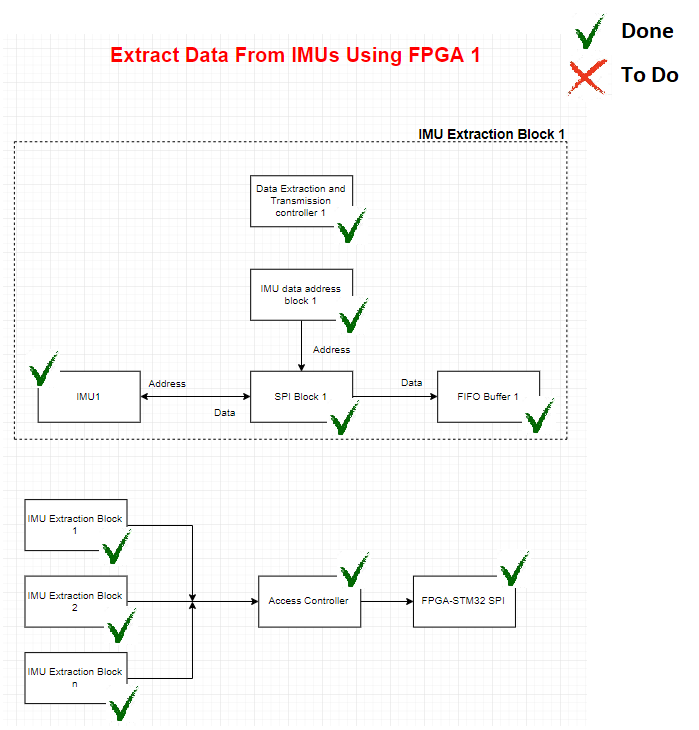 Done
To Do
Extract Data From IMUs Using FPGA 1
IMU Extraction Block 1
Data Extraction and
Transmission
controller 1
IMU data address
block 1
Address
Address
Data
IMU1
SPI Block 1
FIFO Buffer 1
Data
IMU Extraction Block
1
IMU Extraction Block
2
Access Controller
FPGA-STM32 SPI
IMU Extraction Block
n